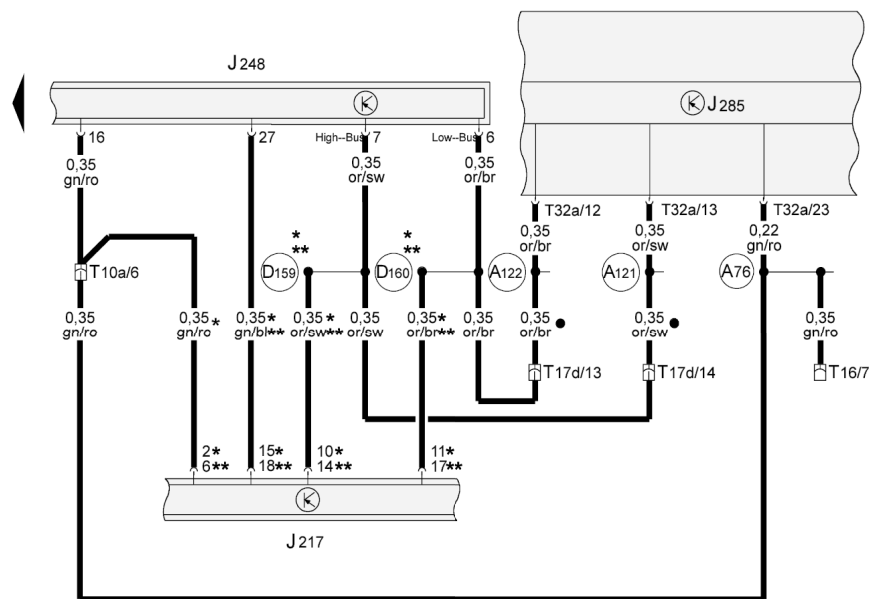 J248
J285
16
27
High--Bus 7
Low--Bus 6
0,35
gn/ro
0,35
or/sw
0,35
or/br
T32a/12
T32a/13
T32a/23
0,35
or/br
0,35
or/sw
0,22
gn/ro
*
**
*
**
T10a/6
D159
D160
A122
A121
A76
0,35
gn/ro
0,35
gn/ro *
0,35 *
gn/bl **
0,35 *
or/sw **
0,35
or/sw
0,35 *
or/br **
0,35
or/br
0,35
or/br
0,35
or/sw
0,35
gn/ro
T17d/13
T17d/14
T16/7
2*
6**
15*
18**
10*
14**
11*
17**
J217